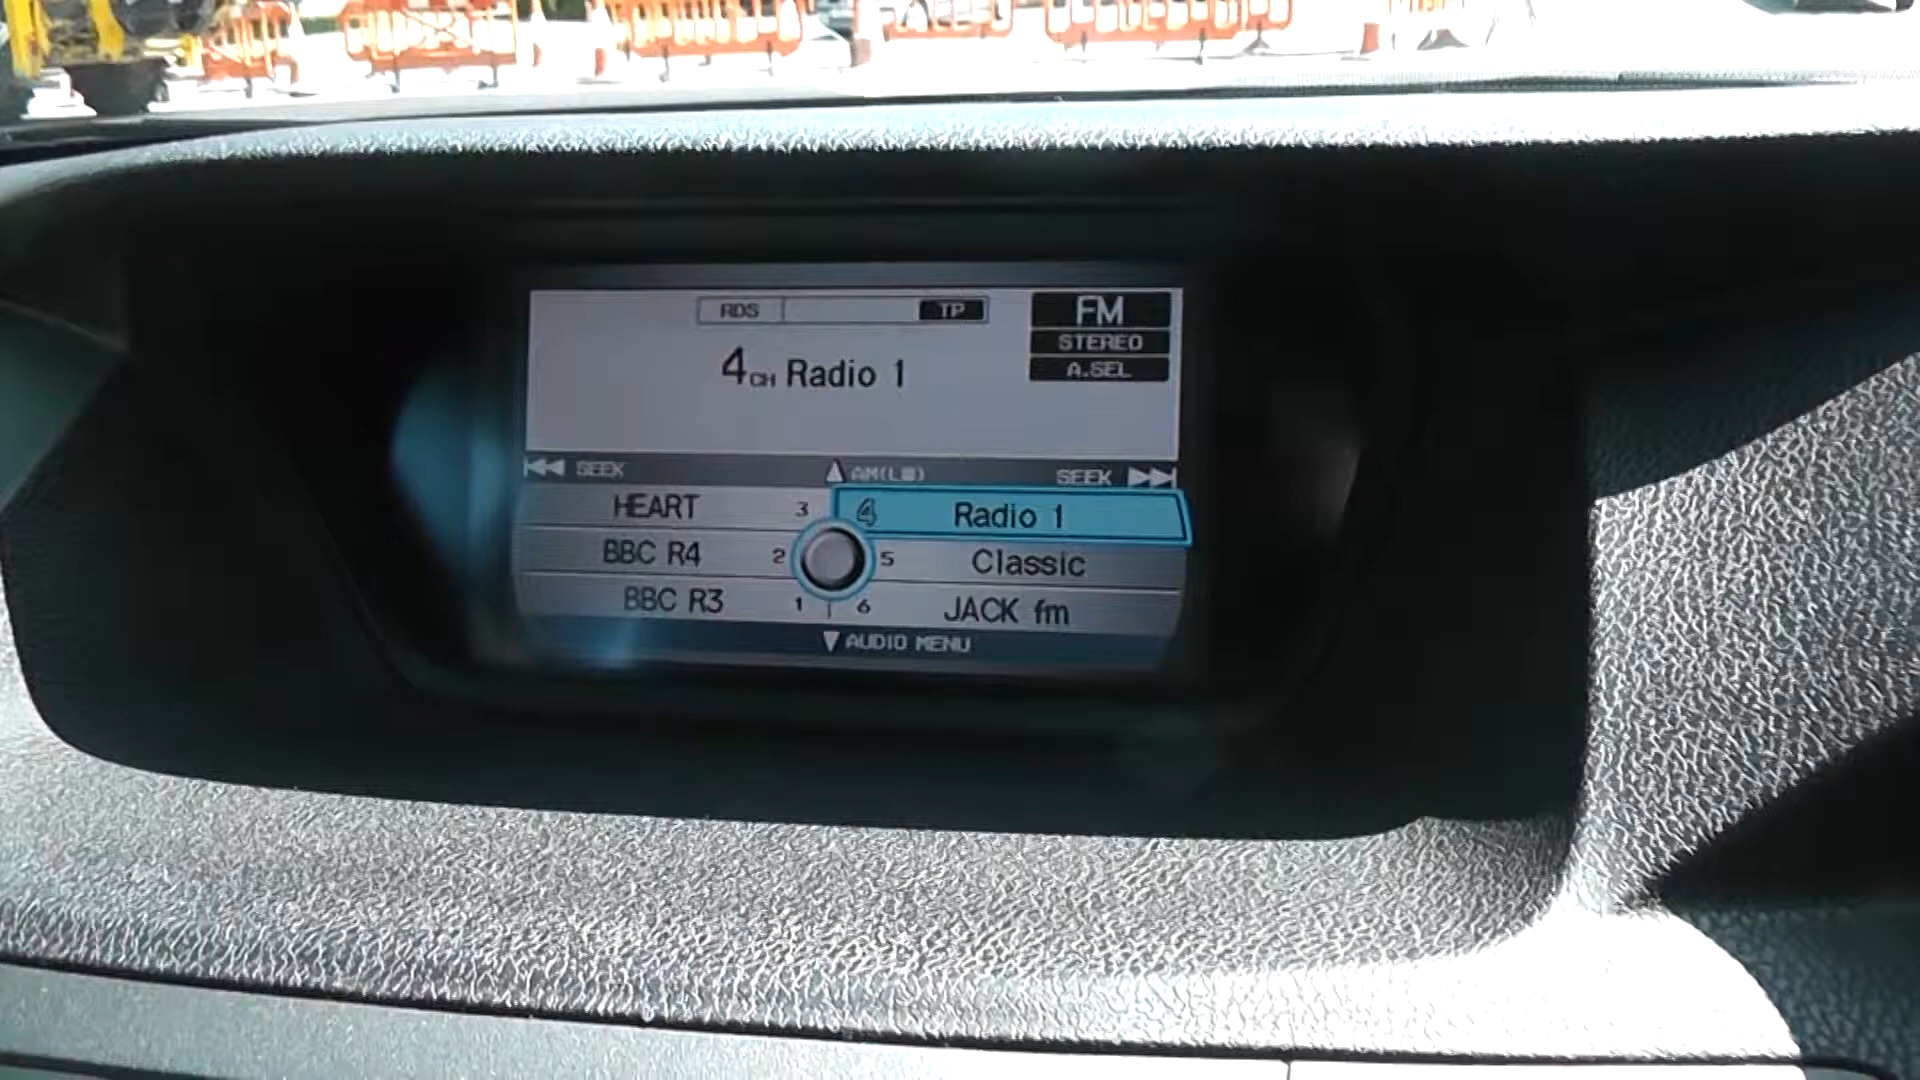 RDS TP FM
STEREO
4CH Radio 1 A.SEL
SEEK AM(LW) SEEK
HEART 3 4 Radio 1
BBC R4 2 5 Classic
BBC R3 1 6 JACK fm
AUDIO MENU